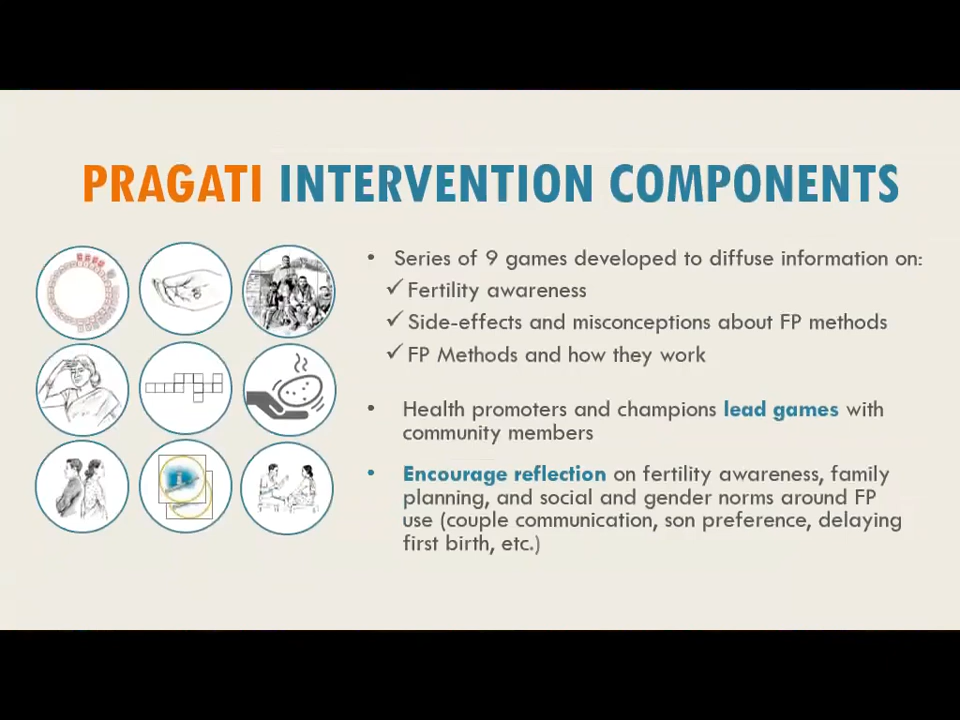 PRAGATI INTERVENTION COMPONENTS
• Series of 9 games developed to diffuse information on:
✓ Fertility awareness
✓ Side-effects and misconceptions about FP methods
✓ FP Methods and how they work
• Health promoters and champions lead games with
community members
• Encourage reflection on fertility awareness, family
planning, and social and gender norms around FP
use (couple communication, son preference, delaying
first birth, etc.)